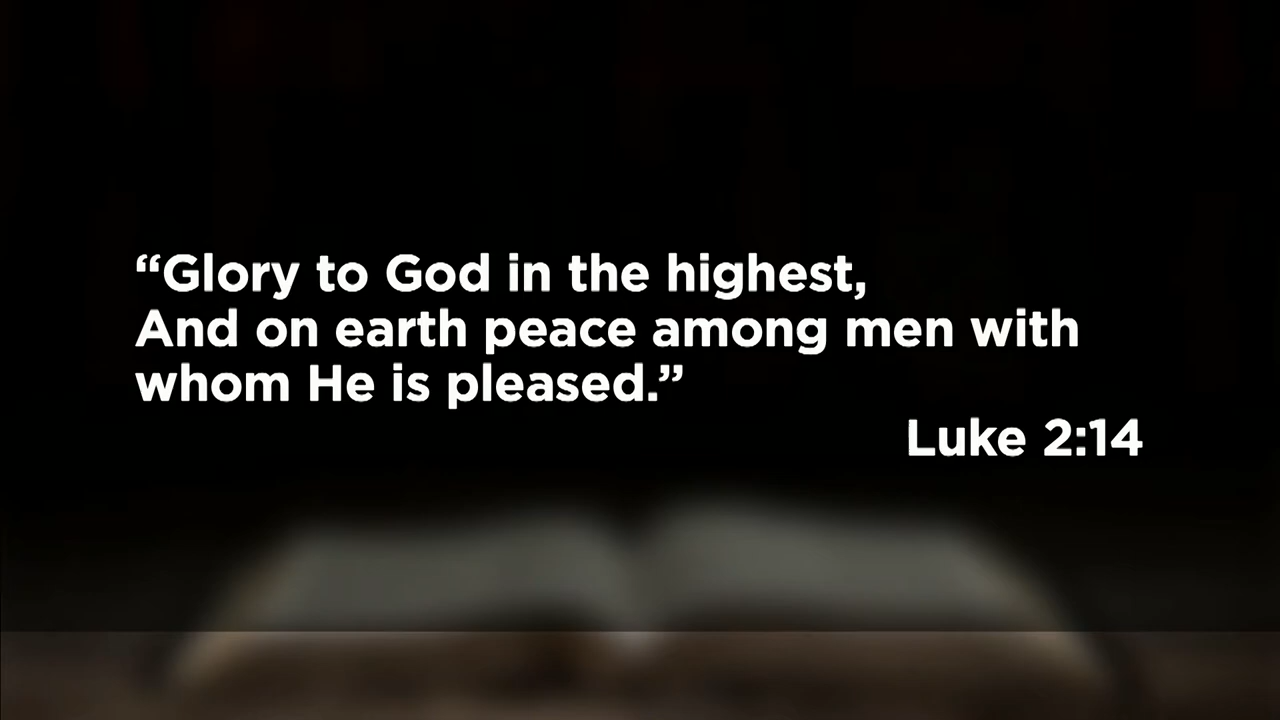 “Glory to God in the highest,
And on earth peace among men with
whom He is pleased.”
Luke 2:14